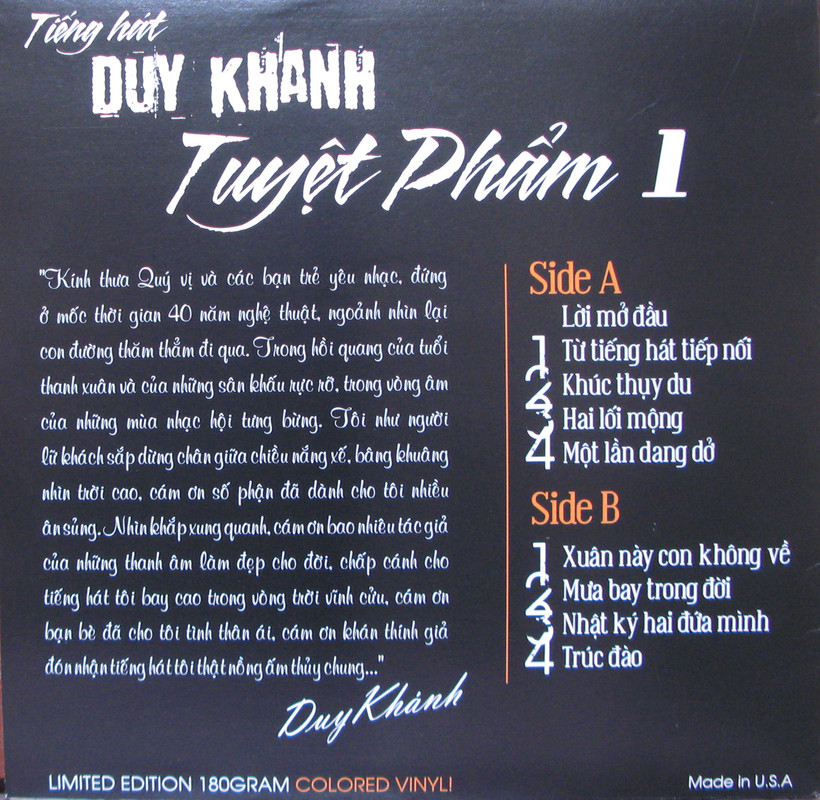 Tiếng hát
DUY KHANH
Tuyệt Phẩm 1
"Kính thưa Quý vị và các bạn trẻ yêu nhạc, đứng
ở mốc thời gian 40 năm nghệ thuật, ngoảnh nhìn lại
con đường thăm thẳm đi qua. Trong hồi quang của tuổi
thanh xuân và của những sân khấu rực rỡ, trong vòng âm
của những mùa nhạc hội tưng bừng. Tôi như người
lữ khách sắp dừng chân giữa chiều nắng xế, bâng khuâng
nhìn trời cao, cám ơn số phận đã dành cho tôi nhiều
ân sủng. Nhìn khắp xung quanh, cám ơn bao nhiêu tác giả
của những thanh âm làm đẹp cho đời, chấp cánh cho
tiếng hát tôi bay cao trong vòng trời vĩnh cửu, cám ơn
bạn bè đã cho tôi tình thân ái, cám ơn khán thính giả
đón nhận tiếng hát tôi thật nồng ấm thủy chung..."
Duy Khánh
Side A
Lời mở đầu
1 Từ tiếng hát tiếp nối
2 Khúc thụy du
3 Hai lối mộng
4 Một lần dang dở
Side B
1 Xuân này con không về
2 Mưa bay trong đời
3 Nhật ký hai đứa mình
4 Trúc đào
LIMITED EDITION 180GRAM COLORED VINYL!
Made in U.S.A